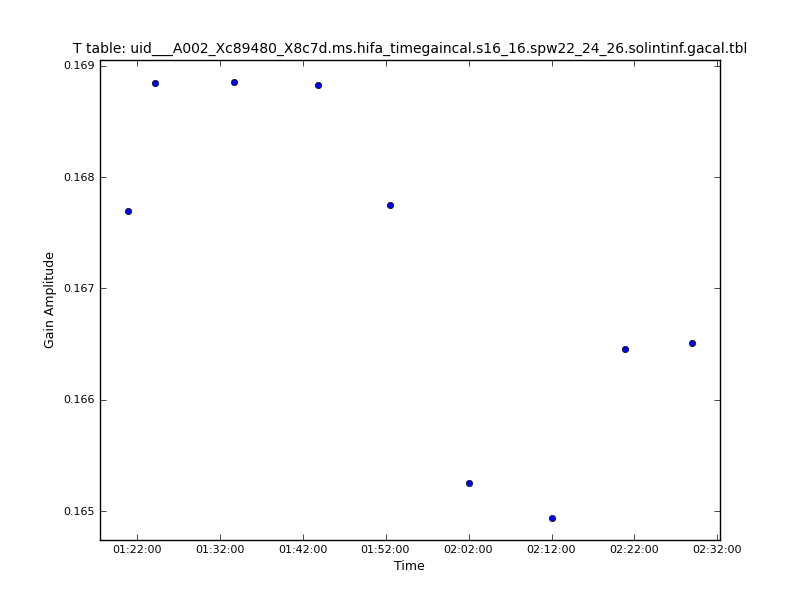 T table: uid___A002_Xc89480_X8c7d.ms.hifa_timegaincal.s16_16.spw22_24_26.solintinf.gacal.tbl
0.169
0.168
0.167
0.166
0.165
Gain Amplitude
01:22:00 01:32:00 01:42:00 01:52:00 02:02:00 02:12:00 02:22:00 02:32:00
Time